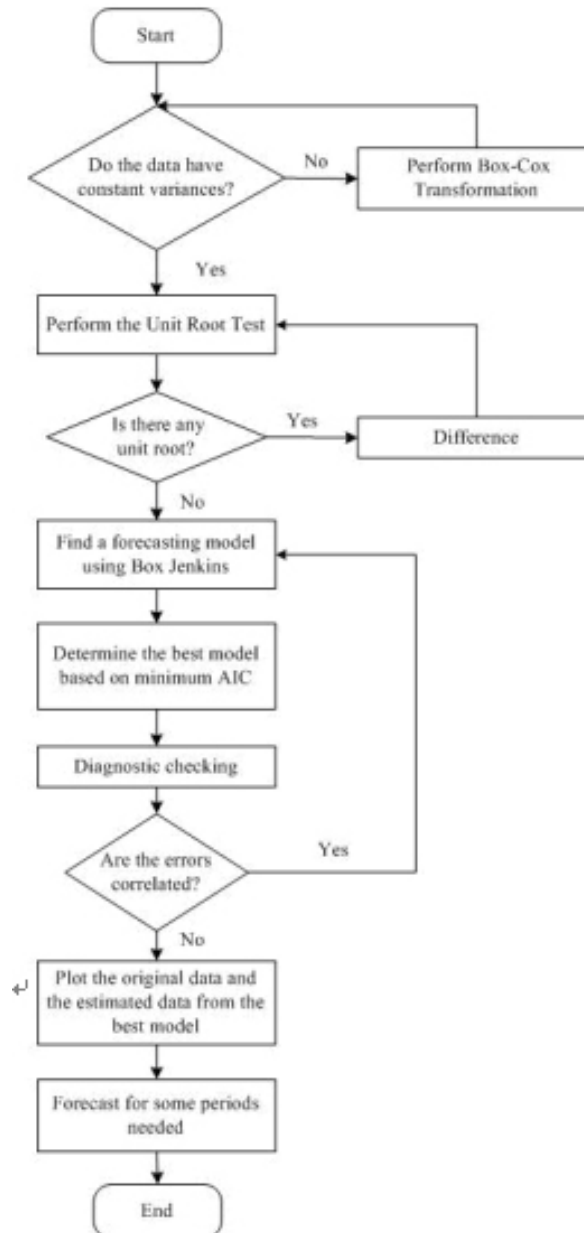 Start
Do the data have
constant variances?
No
Perform Box-Cox
Transformation
Yes
Perform the Unit Root Test
Is there any
unit root?
Yes
Difference
No
Find a forecasting model
using Box Jenkins
Determine the best model
based on minimum AIC
Diagnostic checking
Are the errors
correlated?
Yes
No
Plot the original data and
the estimated data from the
best model
Forecast for some periods
needed
End